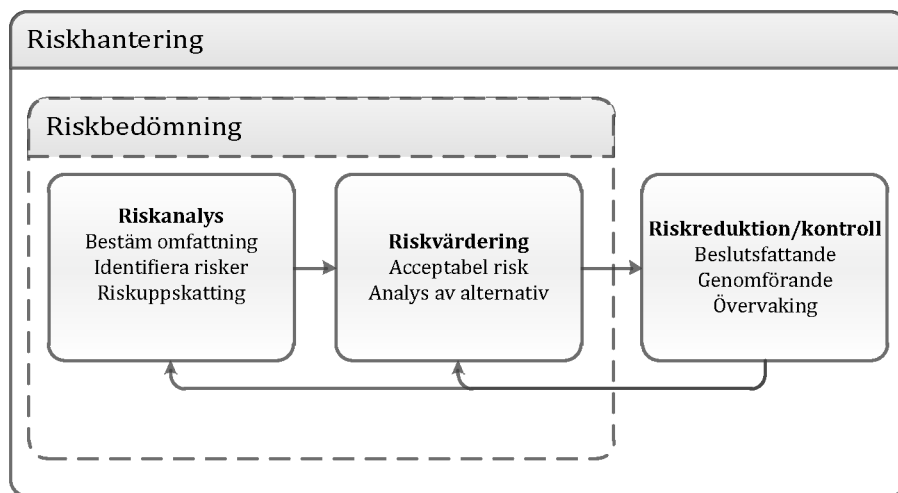 Riskhantering
Riskbedömning
Riskanalys
Bestäm omfattning
Identifiera risker
Riskuppskatting
Riskvärdering
Acceptabel risk
Analys av alternativ
Riskreduktion/kontroll
Beslutsfattande
Genomförande
Övervaking